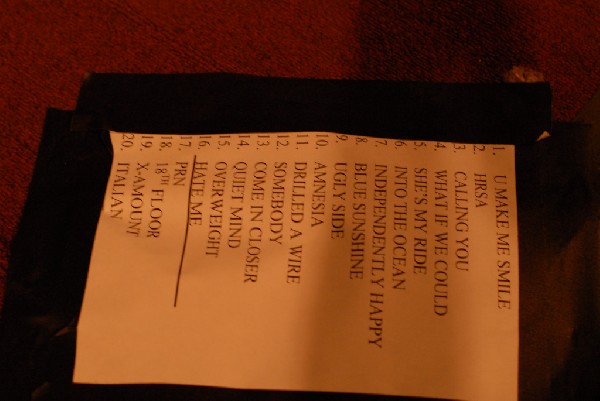 1. U MAKE ME SMILE
2. HRSA
3. CALLING YOU
4. WHAT IF WE COULD
5. SHE'S MY RIDE
6. INTO THE OCEAN
7. INDEPENDENTLY HAPPY
8. BLUE SUNSHINE
9. UGLY SIDE
10. AMNESIA
11. DRILLED A WIRE
12. SOMEBODY
13. COME IN CLOSER
14. QUIET MIND
15. OVERWEIGHT
16. HATE ME
17. PRN
18. 18TH FLOOR
19. X-AMOUNT
20. ITALIAN